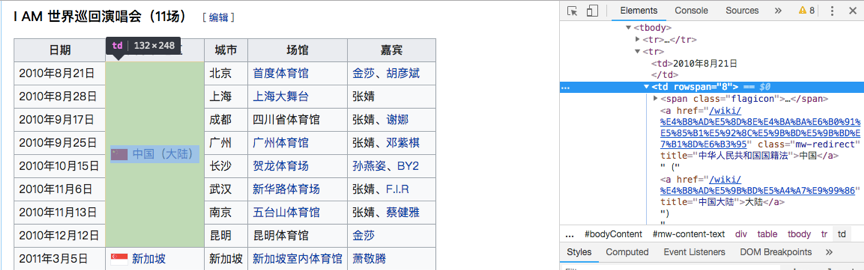 I AM 世界巡回演唱会（11场） [ 编辑 ]
日期 城市 场馆 嘉宾
td 132×248
2010年8月21日 北京 首度体育馆 金莎、胡彦斌
2010年8月28日 上海 上海大舞台 张婧
2010年9月17日 成都 四川省体育馆 张婧、谢娜
2010年9月25日 广州 广州体育馆 张婧、邓紫棋
中国（大陆）
2010年10月15日 长沙 贺龙体育场 孙燕姿、BY2
2010年11月6日 武汉 新华路体育场 张婧、F.I.R
2010年11月13日 南京 五台山体育馆 张婧、蔡健雅
2010年12月12日 昆明 昆明体育馆 金莎
2011年3月5日 新加坡 新加坡 新加坡室内体育馆 萧敬腾
Elements Console Sources » 8
<tbody>
<tr>…</tr>
<tr>
<td>2010年8月21日
</td>
… <td rowspan="8"> == $0
<span class="flagicon">…</span>
<a href="/wiki/
%E4%B8%AD%E5%8D%8E%E4%BA%BA%E6%B0%91%
E5%85%B1%E5%92%8C%E5%9B%BD%E5%9B%BD%E
7%B1%8D%E6%B3%95" class="mw-redirect"
title="中华人民共和国国籍法">中国</a>
" ("
<a href="/wiki/
%E4%B8%AD%E5%9B%BD%E5%A4%A7%E9%99%86"
title="中国大陆">大陆</a>
")
"
… #bodyContent #mw-content-text div table tbody tr td
Styles Computed Event Listeners DOM Breakpoints »